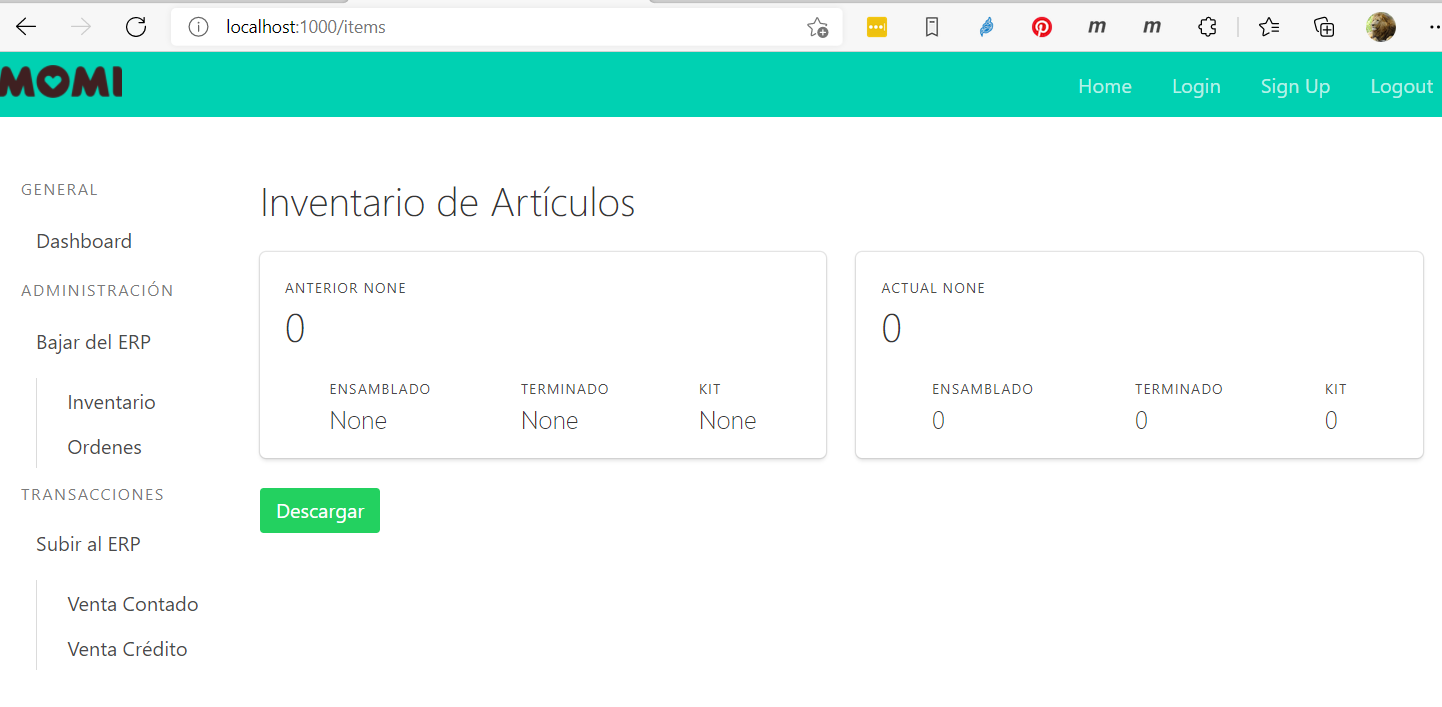 localhost:1000/items
MOMI
Home Login Sign Up Logout
GENERAL
Dashboard
ADMINISTRACIÓN
Bajar del ERP
Inventario
Ordenes
TRANSACCIONES
Subir al ERP
Venta Contado
Venta Crédito
Inventario de Artículos
ANTERIOR NONE
0
ENSAMBLADO TERMINADO KIT
None None None
ACTUAL NONE
0
ENSAMBLADO TERMINADO KIT
0 0 0
Descargar